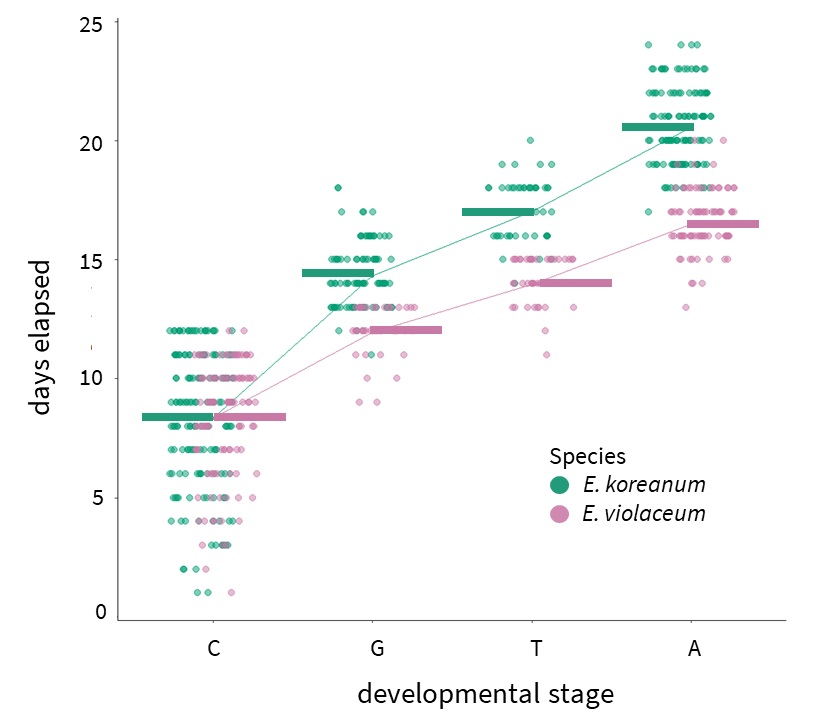 25
20
15
10
5
0
days elapsed
Species
E. koreanum
E. violaceum
C G T A
developmental stage